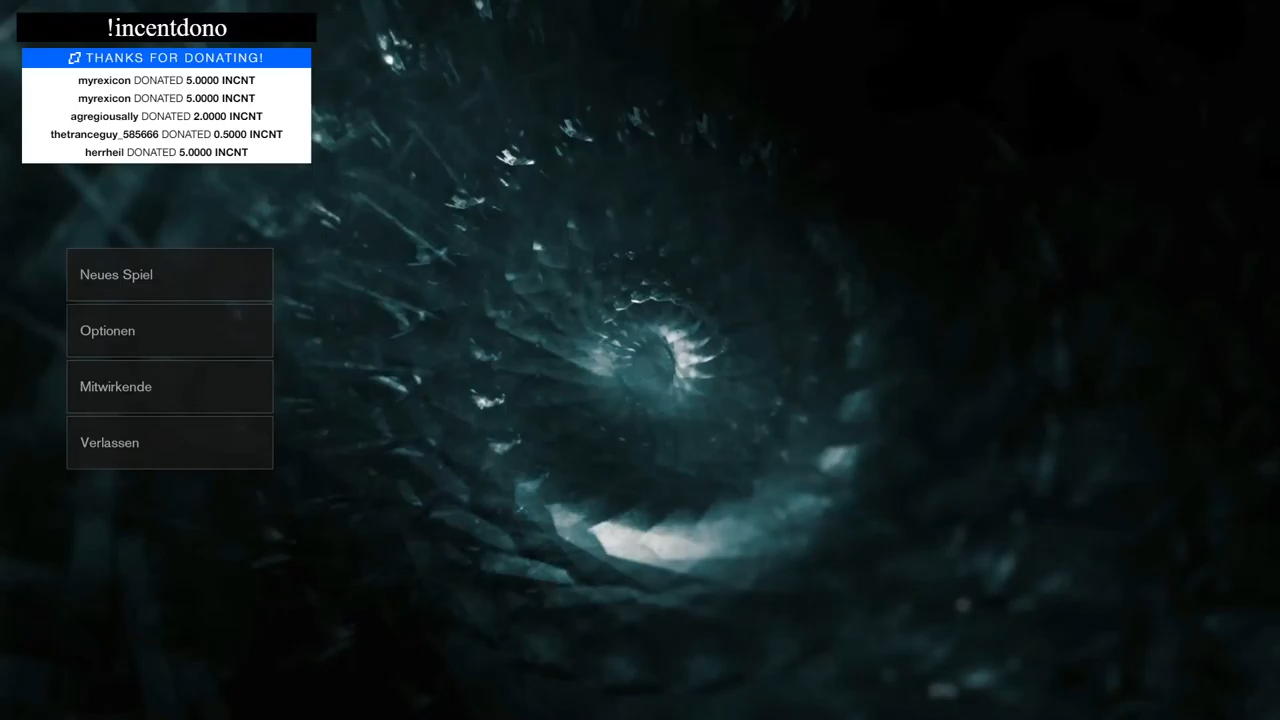 !incentdono
THANKS FOR DONATING!
myrexicon DONATED 5.0000 INCNT
myrexicon DONATED 5.0000 INCNT
agregiousally DONATED 2.0000 INCNT
thetranceguy_585666 DONATED 0.5000 INCNT
herrheil DONATED 5.0000 INCNT
Neues Spiel
Optionen
Mitwirkende
Verlassen